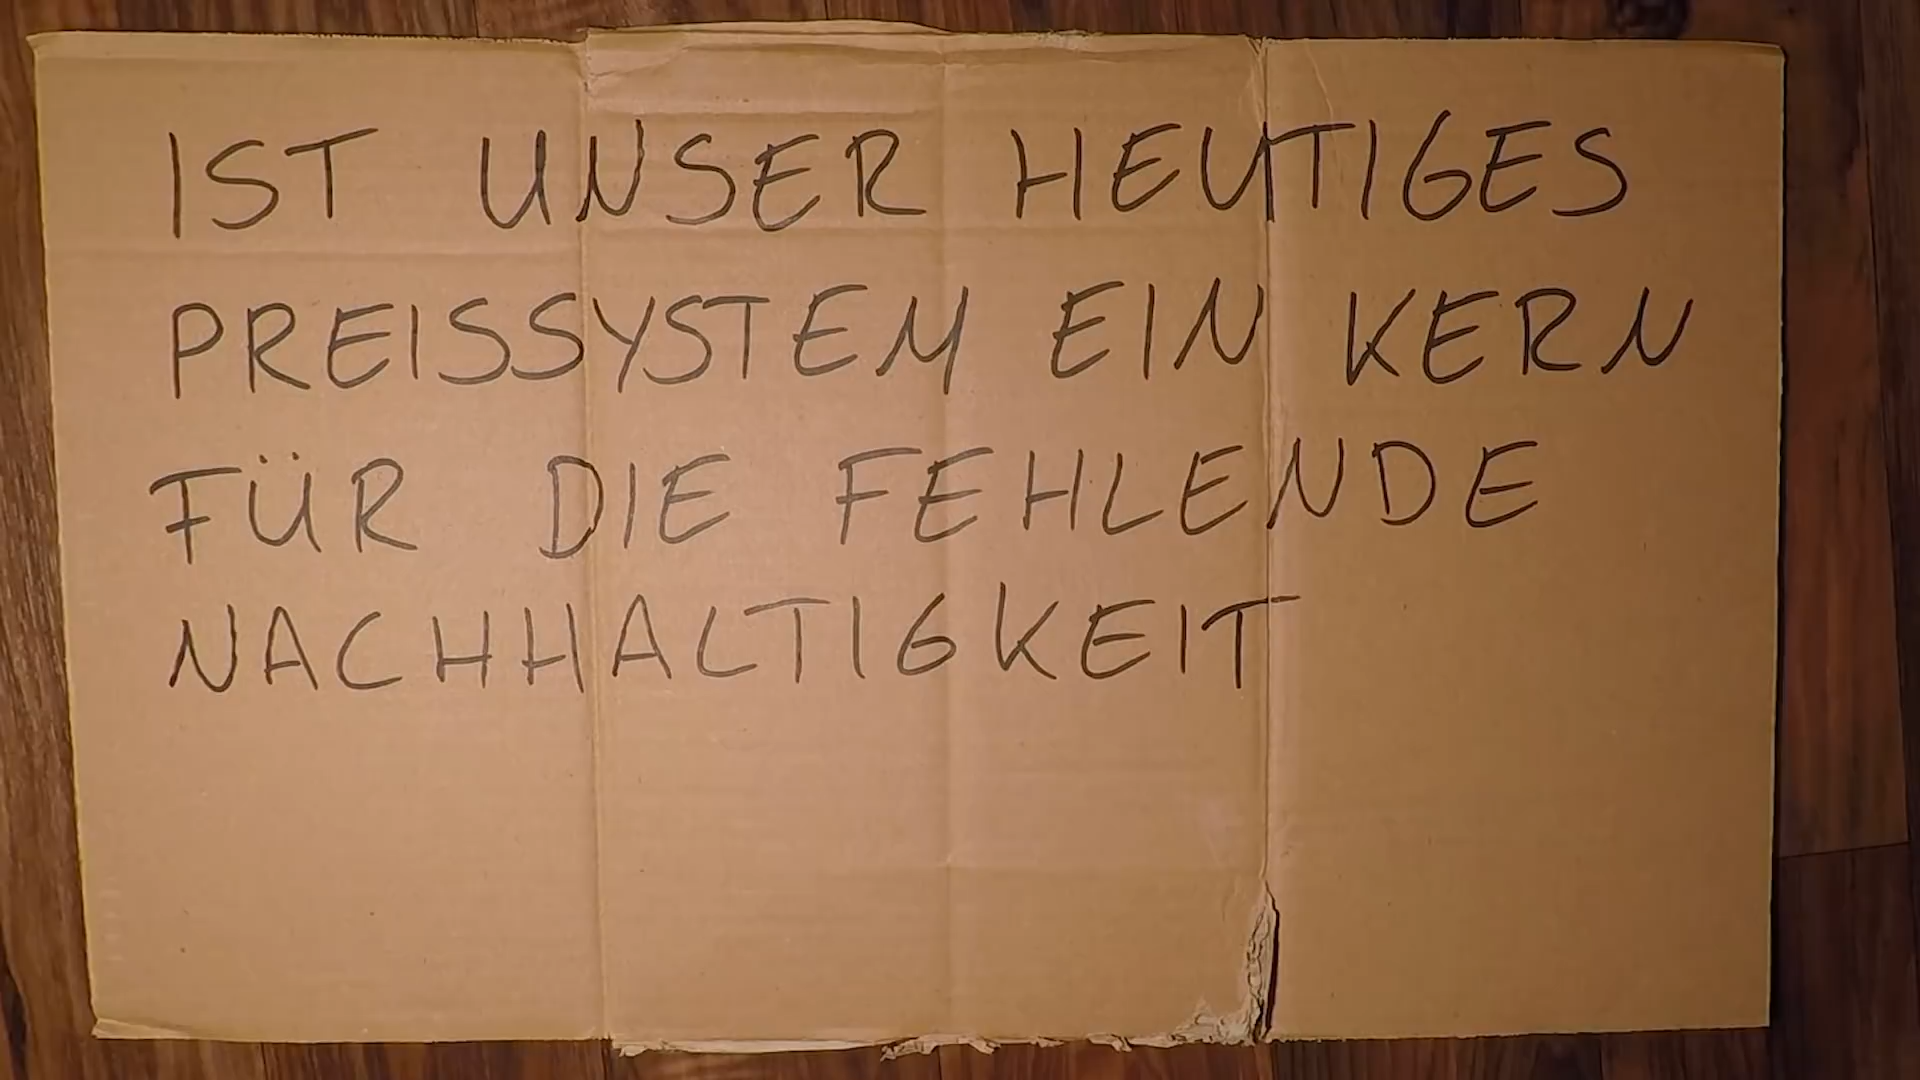 IST UNSER HEUTIGES
PREISSYSTEM EIN KERN
FÜR DIE FEHLENDE
NACHHALTIGKEIT